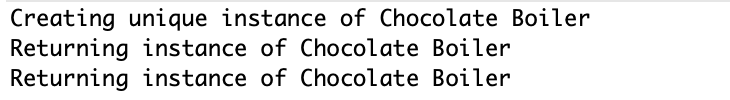 Creating unique instance of Chocolate Boiler
Returning instance of Chocolate Boiler
Returning instance of Chocolate Boiler